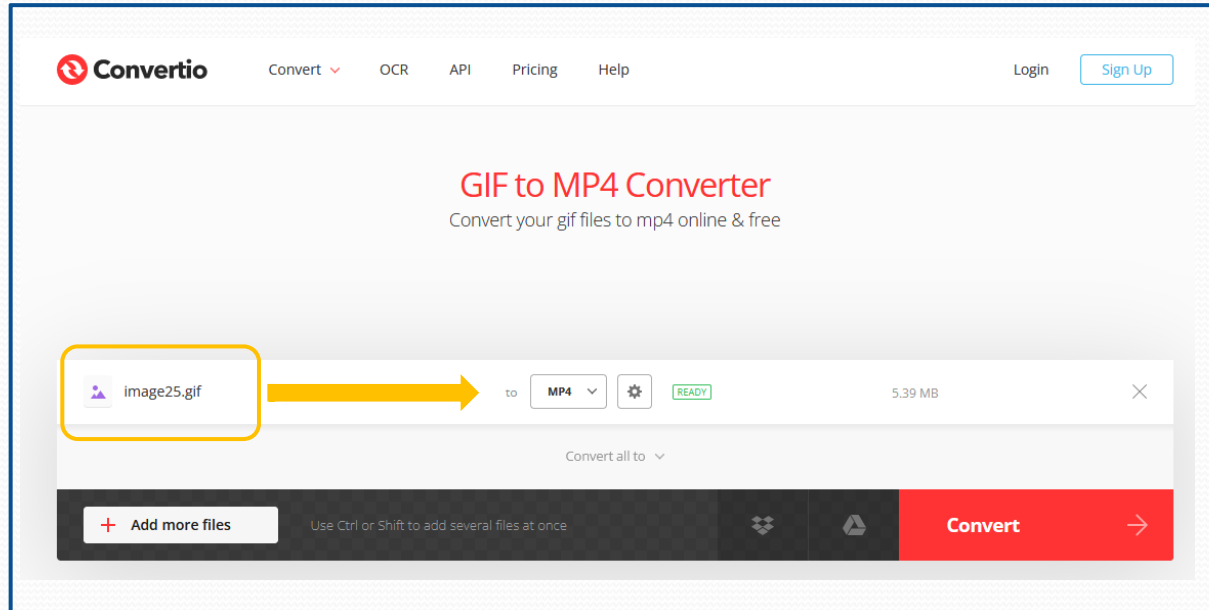 Convertio
Convert OCR API Pricing Help
Login Sign Up
GIF to MP4 Converter
Convert your gif files to mp4 online & free
image25.gif to MP4 READY 5.39 MB
Convert all to
Add more files Use Ctrl or Shift to add several files at once Convert